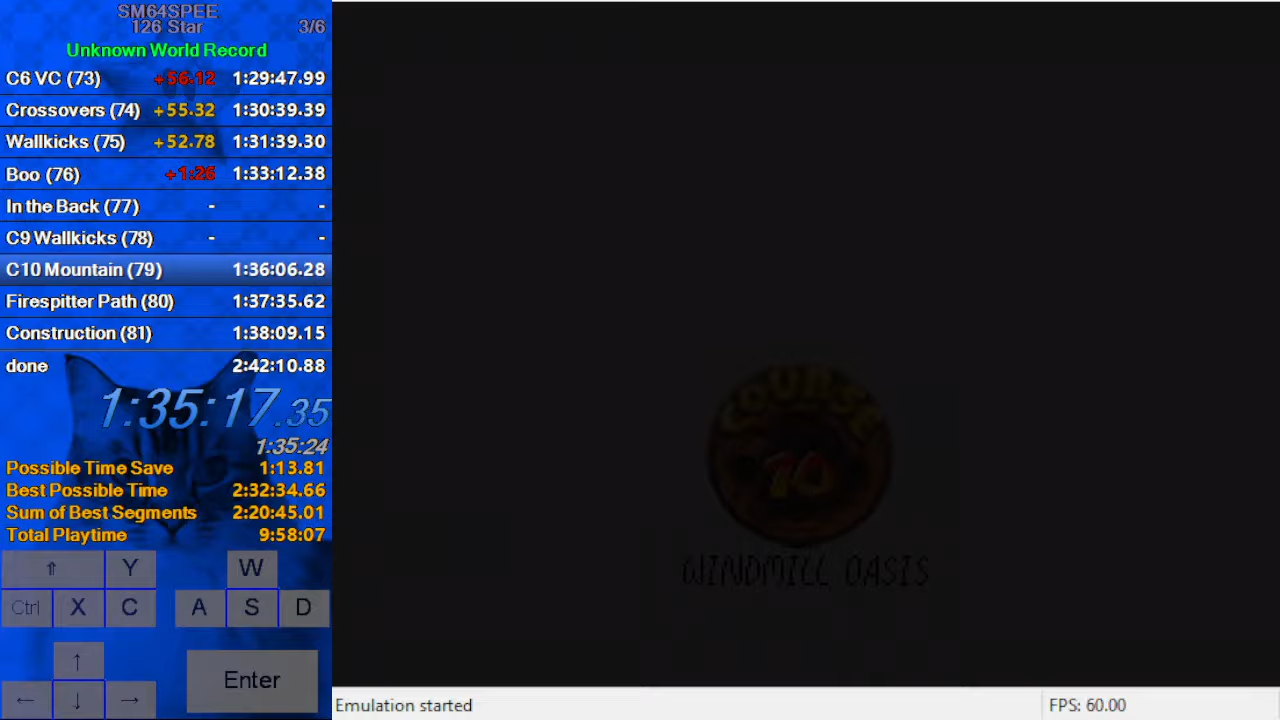 SM64SPEE
126 Star 3/6
Unknown World Record
C6 VC (73) +56.12 1:29:47.99
Crossovers (74) +55.32 1:30:39.39
Wallkicks (75) +52.78 1:31:39.30
Boo (76) +1:26 1:33:12.38
In the Back (77) - -
C9 Wallkicks (78) - -
C10 Mountain (79) 1:36:06.28
Firespitter Path (80) 1:37:35.62
Construction (81) 1:38:09.15
done 2:42:10.88
1:35:17.35
1:35:24
Possible Time Save 1:13.81
Best Possible Time 2:32:34.66
Sum of Best Segments 2:20:45.01
Total Playtime 9:58:07
⇑ Y W
Ctrl X C A S D
↑
← ↓ → Enter
COURSE
10
WINDMILL OASIS
Emulation started FPS: 60.00